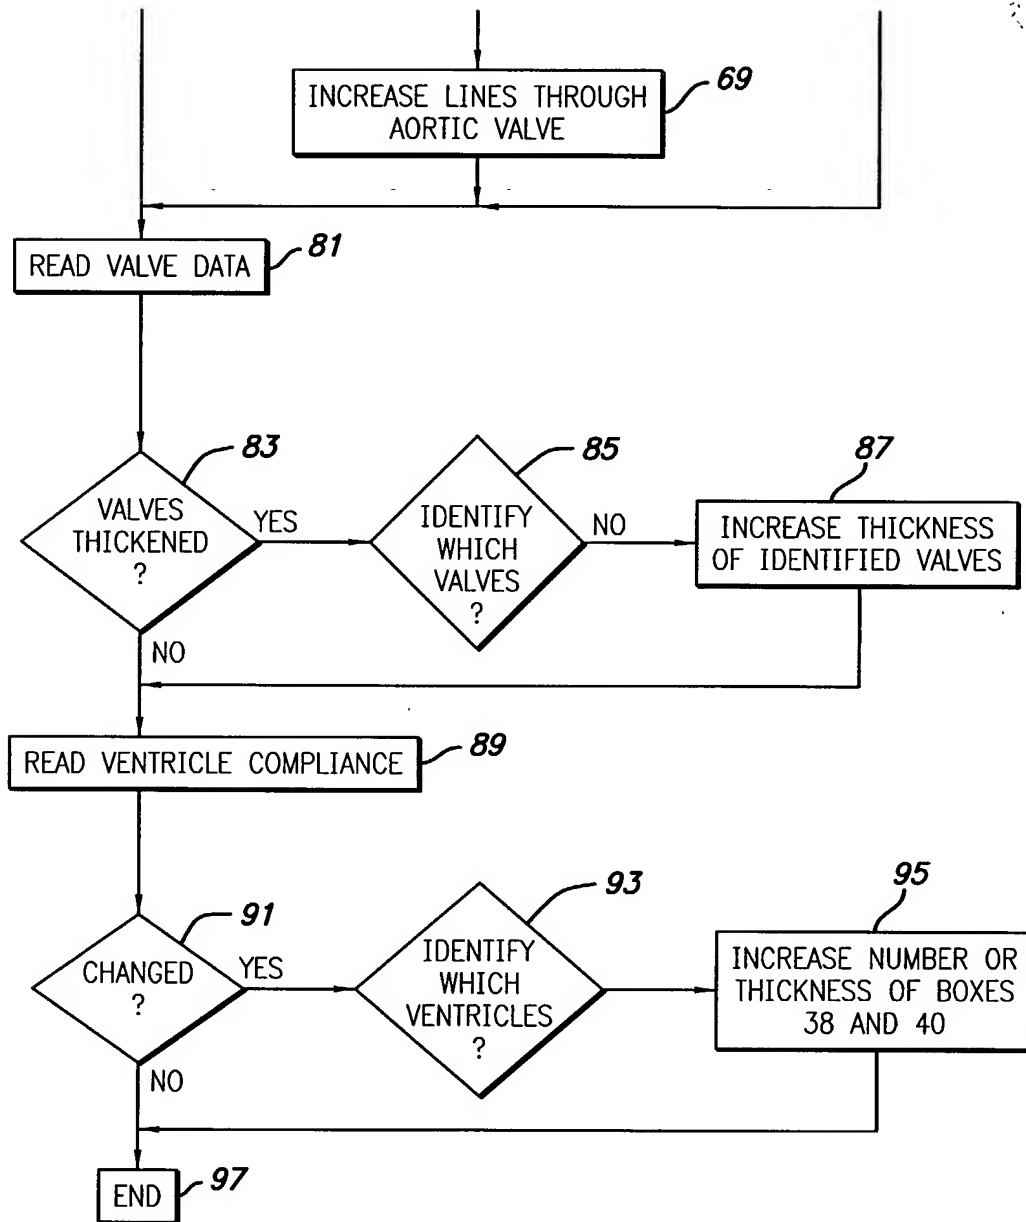 INCREASE LINES THROUGH
AORTIC VALVE
69
READ VALVE DATA
81
VALVES
THICKENED
?
83
YES
NO
IDENTIFY
WHICH
VALVES
?
85
NO
INCREASE THICKNESS
OF IDENTIFIED VALVES
87
READ VENTRICLE COMPLIANCE
89
CHANGED
?
91
YES
NO
IDENTIFY
WHICH
VENTRICLES
?
93
INCREASE NUMBER OR
THICKNESS OF BOXES
38 AND 40
95
END
97